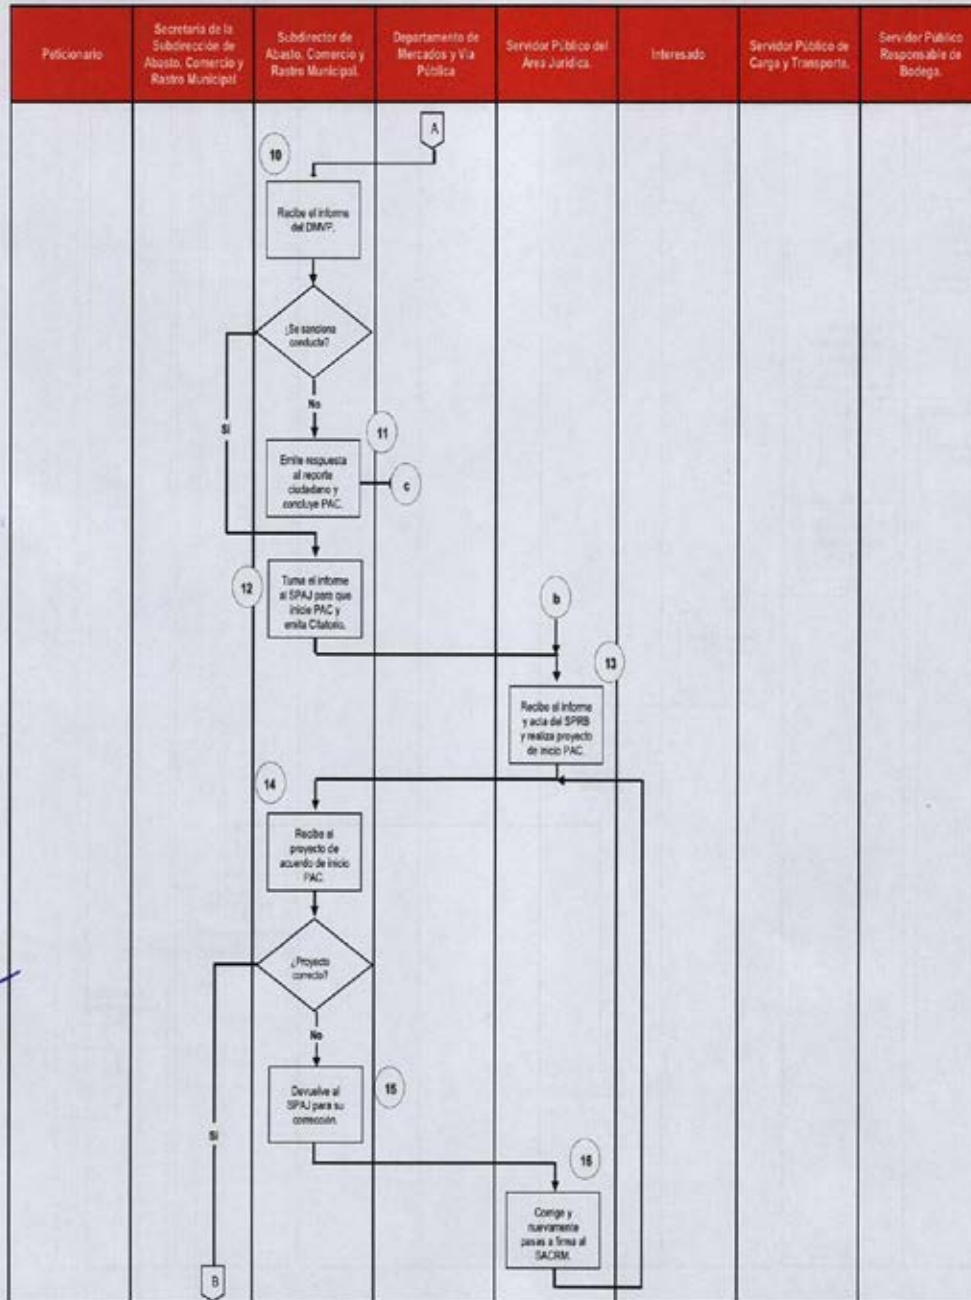 Peticionario
Secretaria de la
Subdirección de
Abasto, Comercio y
Rastro Municipal
Subdirector de
Abasto, Comercio y
Rastro Municipal.
Departamento de
Mercados y Vía
Pública
Servidor Público del
Area Jurídica.
Interesado
Servidor Público de
Carga y Transporte.
Servidor Público
Responsable de
Bodega.
A
10
Recibe el informe
del DMVP.
¿Se sanciona
conducta?
Si
No
11
Emite respuesta
al reporte
ciudadano y
concluye PAC.
c
12
Turna el informe
al SPAJ para que
inicie PAC y
emita Citatorio.
b
13
Recibe el informe
y acta del SPRB
y realiza proyecto
de inicio PAC.
14
Recibe el
proyecto de
acuerdo de inicio
PAC.
¿Proyecto
correcto?
Si
No
15
Devuelve al
SPAJ para su
corrección.
16
Corrige y
nuevamente
pasas a firma al
SACRM.
B